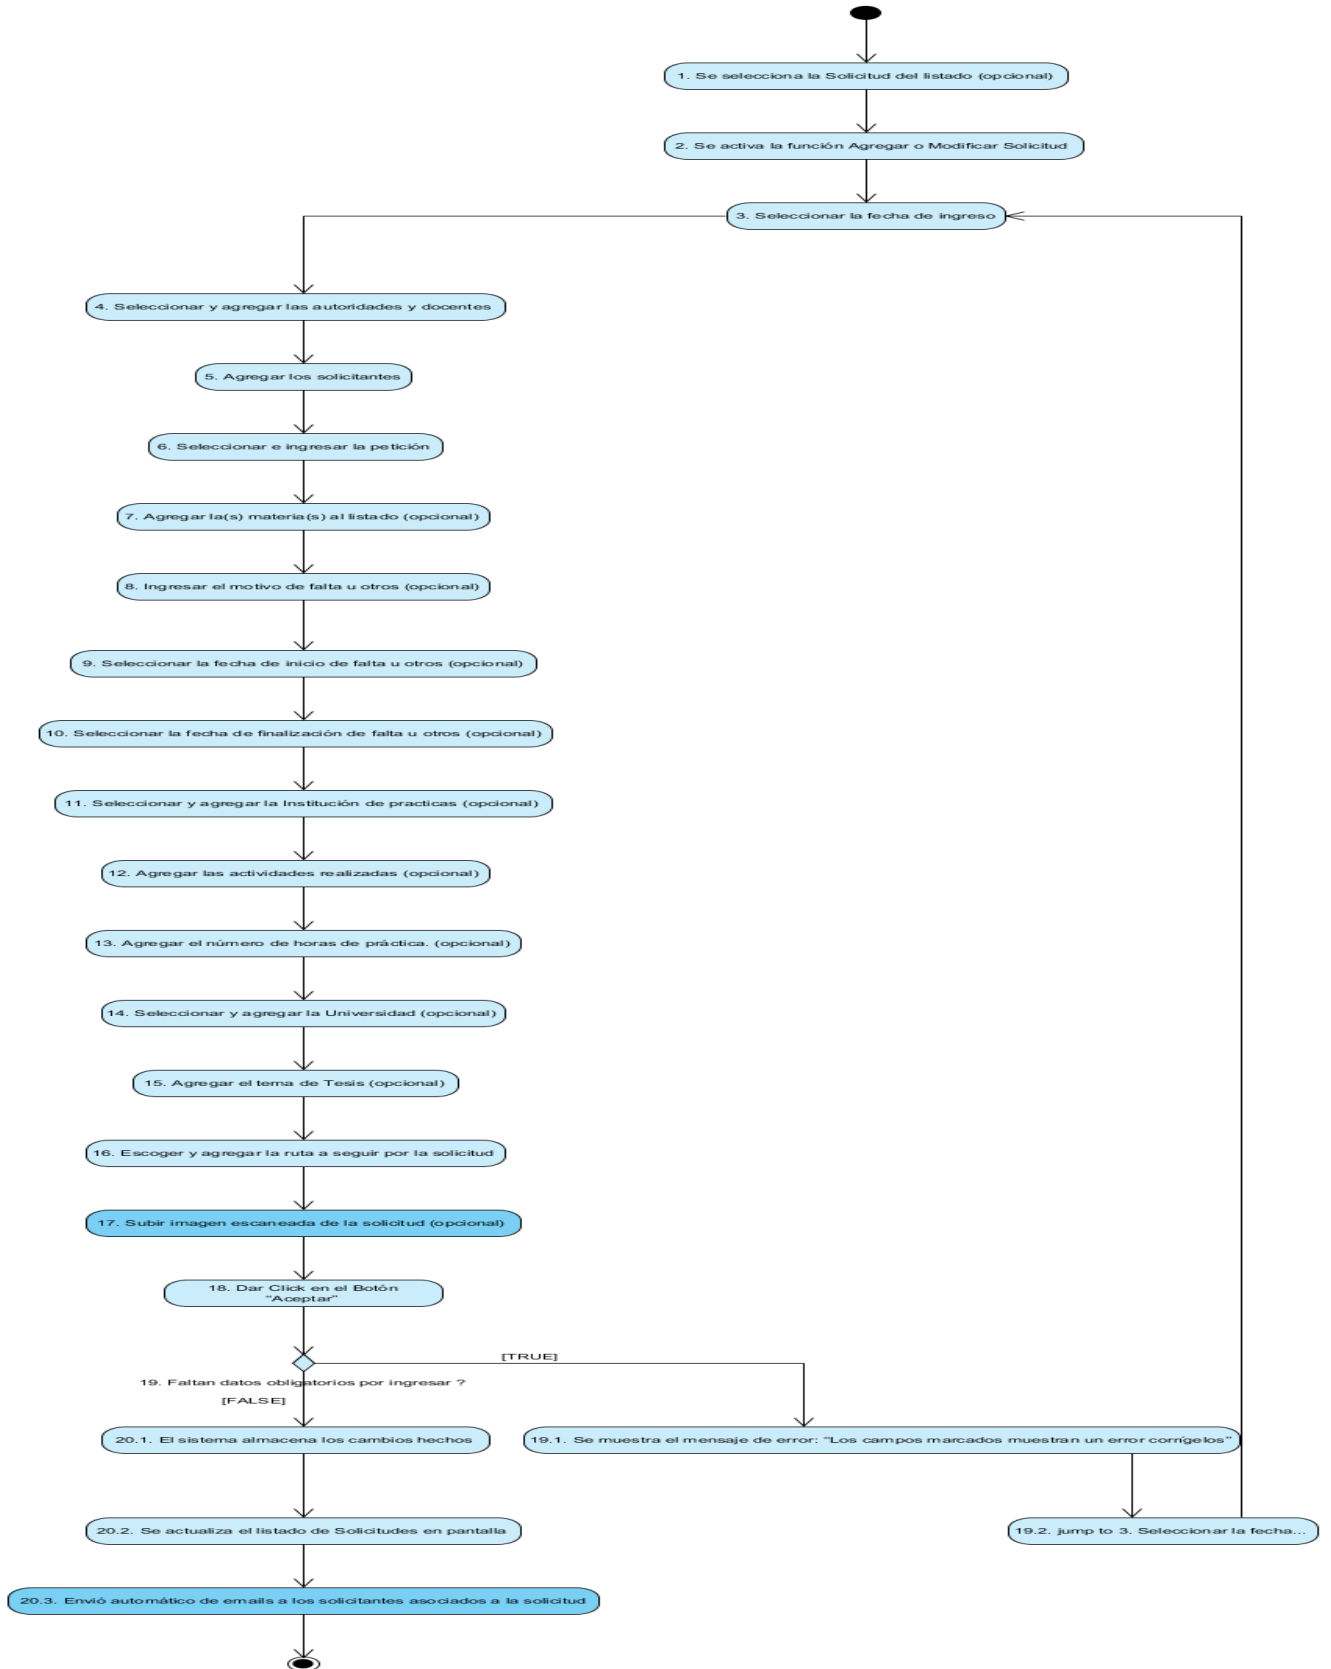 1. Se selecciona la Solicitud del listado (opcional)
2. Se activa la función Agregar o Modificar Solicitud
3. Seleccionar la fecha de ingreso
4. Seleccionar y agregar las autoridades y docentes
5. Agregar los solicitantes
6. Seleccionar e ingresar la petición
7. Agregar la(s) materia(s) al listado (opcional)
8. Ingresar el motivo de falta u otros (opcional)
9. Seleccionar la fecha de inicio de falta u otros (opcional)
10. Seleccionar la fecha de finalización de falta u otros (opcional)
11. Seleccionar y agregar la Institución de practicas (opcional)
12. Agregar las actividades realizadas (opcional)
13. Agregar el número de horas de práctica. (opcional)
14. Seleccionar y agregar la Universidad (opcional)
15. Agregar el tema de Tesis (opcional)
16. Escoger y agregar la ruta a seguir por la solicitud
17. Subir imagen escaneada de la solicitud (opcional)
18. Dar Click en el Botón
"Aceptar"
[TRUE]
19. Faltan datos obligatorios por ingresar ?
[FALSE]
20.1. El sistema almacena los cambios hechos
19.1. Se muestra el mensaje de error: "Los campos marcados muestran un error corrígelos"
20.2. Se actualiza el listado de Solicitudes en pantalla
19.2. jump to 3. Seleccionar la fecha...
20.3. Envió automático de emails a los solicitantes asociados a la solicitud